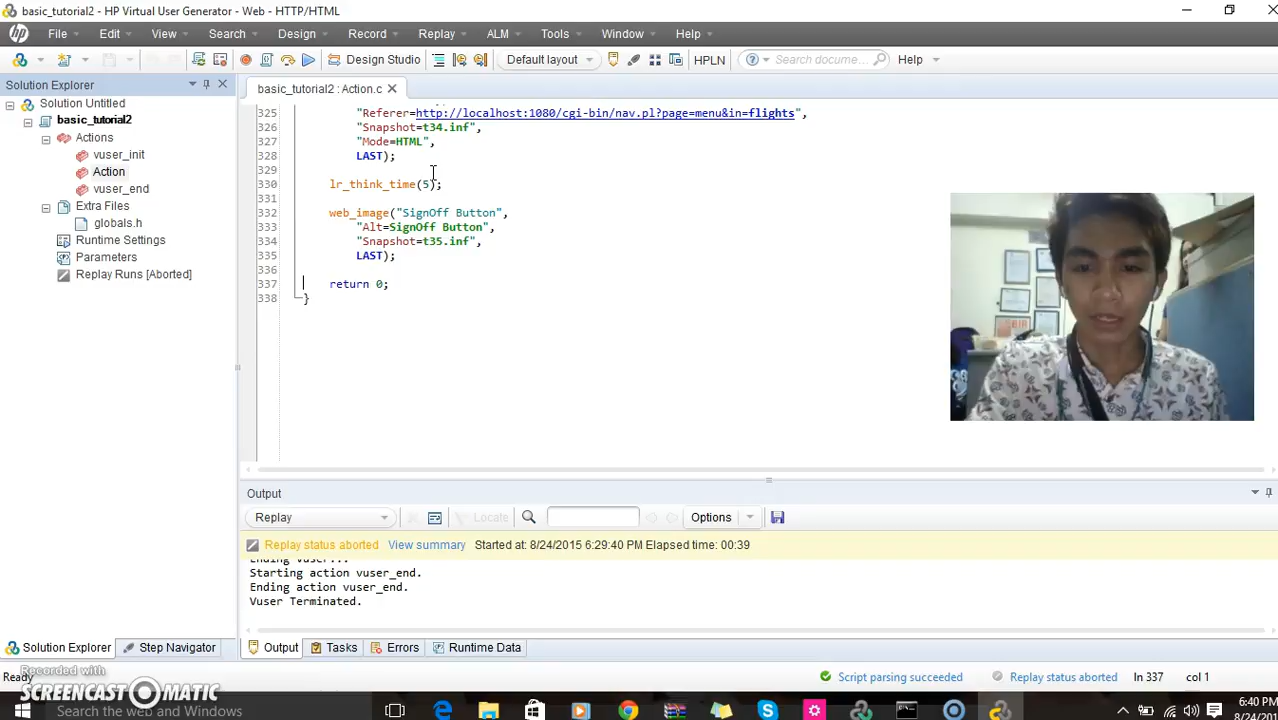 basic_tutorial2 - HP Virtual User Generator - Web - HTTP/HTML
hp File Edit View Search Design Record Replay ALM Tools Window Help
Design Studio Default layout HPLN Search docume... Help
Solution Explorer
basic_tutorial2 : Action.c
Solution Untitled
basic_tutorial2
Actions
vuser_init
Action
vuser_end
Extra Files
globals.h
Runtime Settings
Parameters
Replay Runs [Aborted]
325 "Referer=http://localhost:1080/cgi-bin/nav.pl?page=menu&in=flights",
326 "Snapshot=t34.inf",
327 "Mode=HTML",
328 LAST);
329
330 lr_think_time(5);
331
332 web_image("SignOff Button",
333 "Alt=SignOff Button",
334 "Snapshot=t35.inf",
335 LAST);
336
337 return 0;
338 }
Output
Replay Locate Options
Replay status aborted View summary Started at: 8/24/2015 6:29:40 PM Elapsed time: 00:39
Ending Vuser...
Starting action vuser_end.
Ending action vuser_end.
Vuser Terminated.
Solution Explorer Step Navigator Output Tasks Errors Runtime Data
Ready Script parsing succeeded Replay status aborted ln 337 col 1
Recorded with
SCREENCAST-O-MATIC
Search the web and Windows
6:40 PM